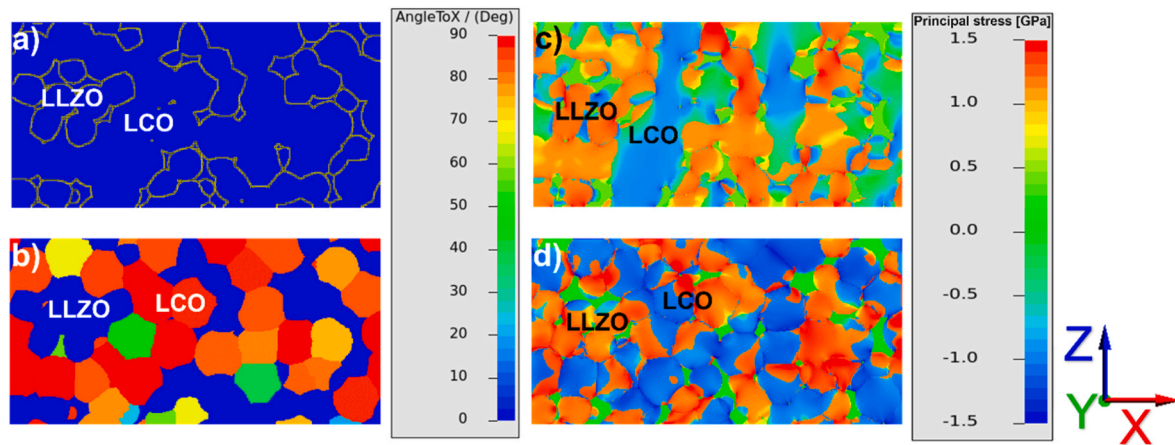 a)
LLZO
LCO
b)
LLZO
LCO
AngleToX / (Deg)
90
80
70
60
50
40
30
20
10
0
c)
LLZO
LCO
d)
LCO
LLZO
Principal stress [GPa]
1.5
1.0
0.5
0.0
-0.5
-1.0
-1.5
Z
Y
X